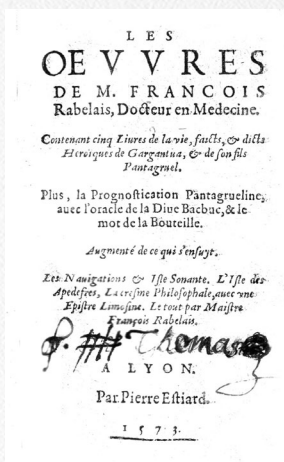 LES
OEVVRES
DE M. FRANCOIS
Rabelais, Docteur en Medecine.
Contenant cinq Liures de la vie, faicts, & dicts
Heroiques de Gargantua, & de son fils
Pantagruel.
Plus, la Prognostication Pantagrueline,
auec l'oracle de la Diue Bacbuc, & le
mot de la Bouteille.
Augmenté de ce qui s'ensuyt.
Les Nauigations & Isle Sonante. L'Isle des
Apedefres, La cresme Philosophale, auec vne
Epistre Limosine. Le tout par Maistre
François Rabelais.
Thomas
A LYON.
Par Pierre Estiard.
1573.